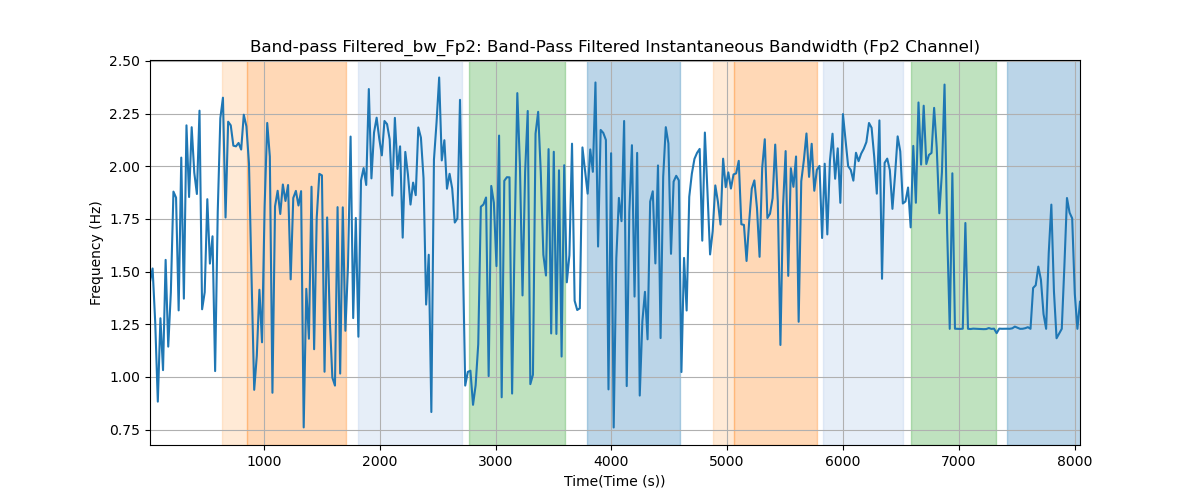 Band-pass Filtered_bw_Fp2: Band-Pass Filtered Instantaneous Bandwidth (Fp2 Channel)
Frequency (Hz)
2.50
2.25
2.00
1.75
1.50
1.25
1.00
0.75
1000 2000 3000 4000 5000 6000 7000 8000
Time(Time (s))